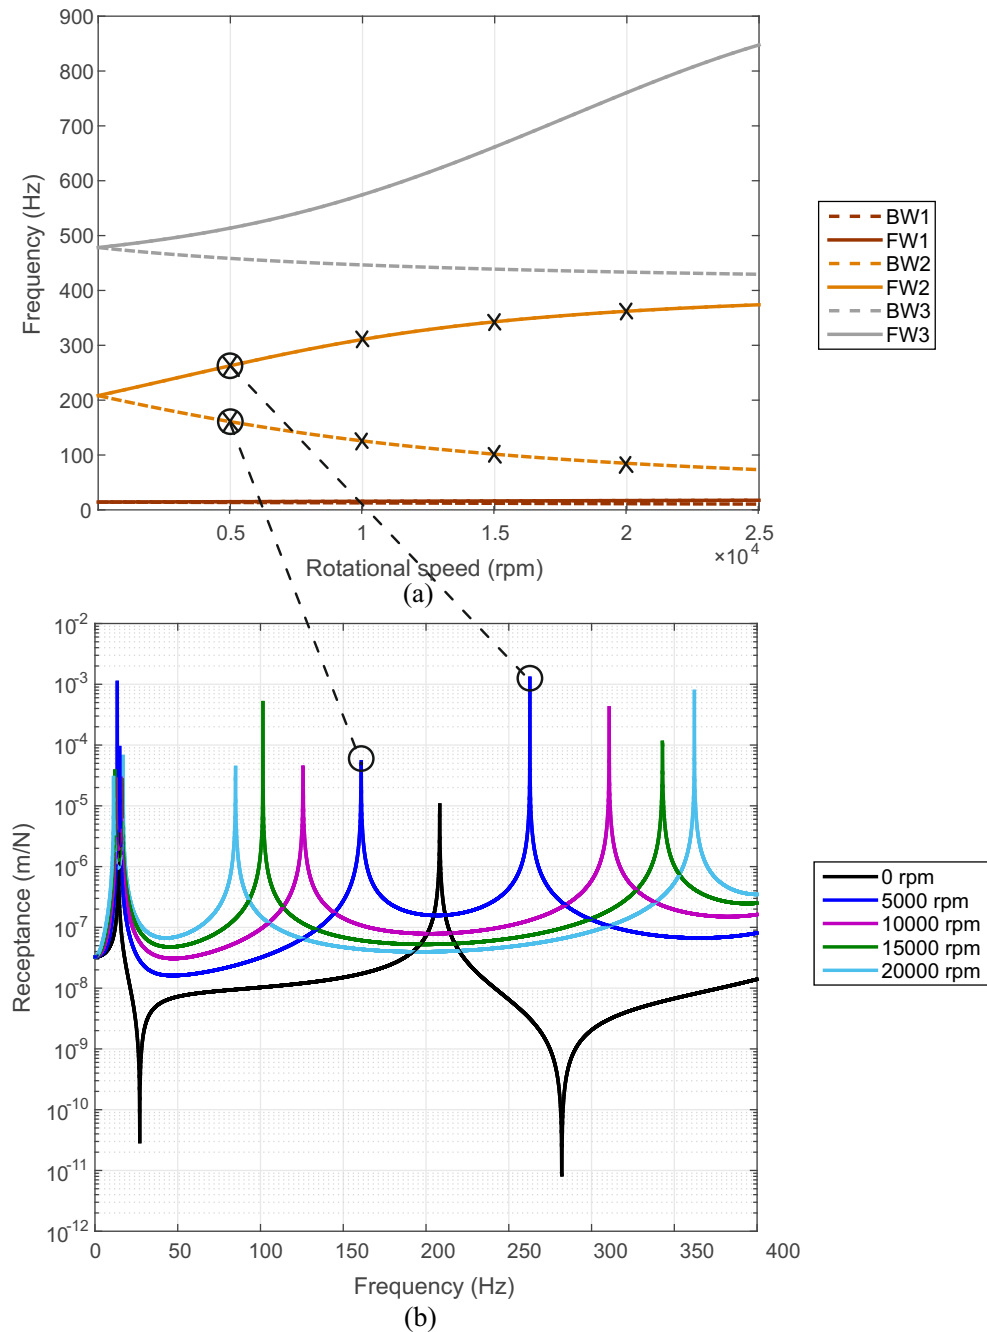 900
800
700
600
500
400
300
200
100
0
Frequency (Hz)
0.5
1
1.5
2
2.5
×10^4
Rotational speed (rpm)
(a)
BW1
FW1
BW2
FW2
BW3
FW3
10^-2
10^-3
10^-4
10^-5
10^-6
10^-7
10^-8
10^-9
10^-10
10^-11
10^-12
Receptance (m/N)
0
50
100
150
200
250
300
350
400
Frequency (Hz)
(b)
0 rpm
5000 rpm
10000 rpm
15000 rpm
20000 rpm